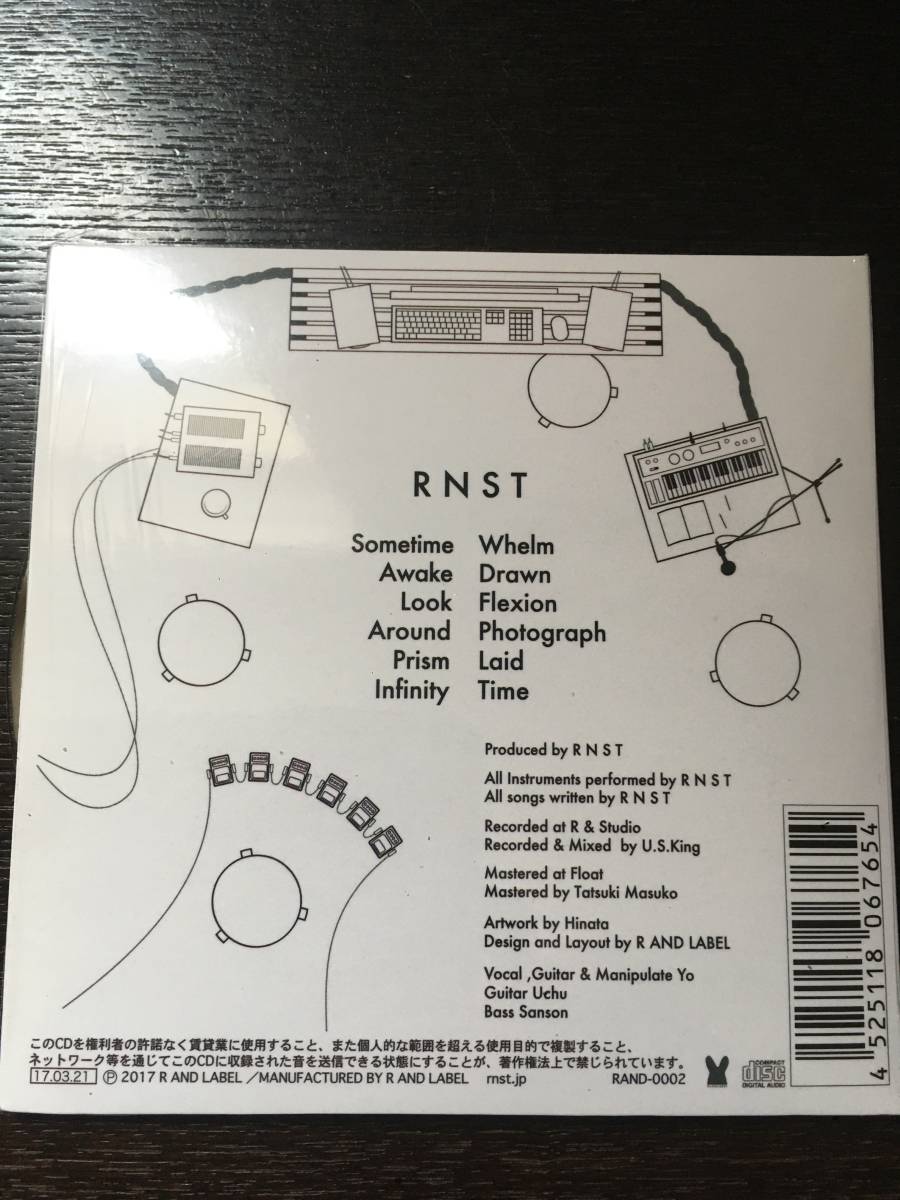 RNST
Sometime Whelm
Awake Drawn
Look Flexion
Around Photograph
Prism Laid
Infinity Time
Produced by RNST
All Instruments performed by RNST
All songs written by RNST
Recorded at R & Studio
Recorded & Mixed by U.S.King
Mastered at Float
Mastered by Tatsuki Masuko
Artwork by Hinata
Design and Layout by R AND LABEL
Vocal ,Guitar & Manipulate Yo
Guitar Uchu
Bass Sanson
このCDを権利者の許諾なく賃貸業に使用すること、また個人的な範囲を超える使用目的で複製すること、
ネットワーク等を通じてこのCDに収録された音を送信できる状態にすることが、著作権法上で禁じられています。
17.03.21 Ⓟ 2017 R AND LABEL /MANUFACTURED BY R AND LABEL rnst.jp RAND-0002
COMPACT
disc
DIGITAL AUDIO
4 525118 067654